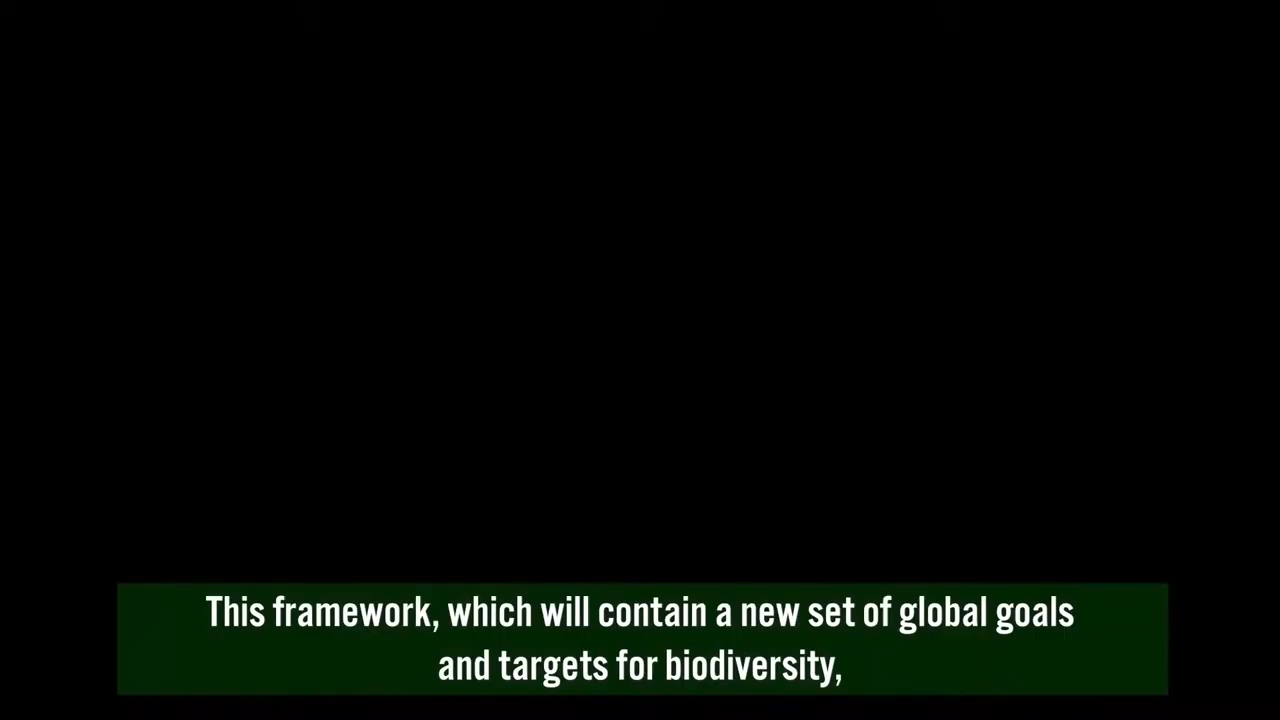 This framework, which will contain a new set of global goals
and targets for biodiversity,